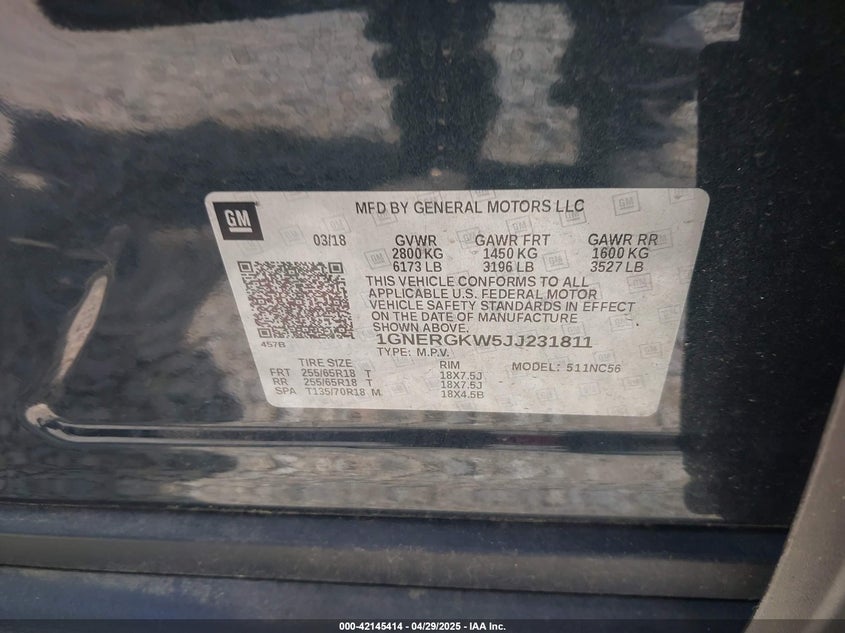 GM
MFD BY GENERAL MOTORS LLC
03/18 GVWR GAWR FRT GAWR RR
2800 KG 1450 KG 1600 KG
6173 LB 3196 LB 3527 LB
THIS VEHICLE CONFORMS TO ALL
APPLICABLE U.S. FEDERAL MOTOR
VEHICLE SAFETY STANDARDS IN EFFECT
ON THE DATE OF MANUFACTURE
SHOWN ABOVE.
457B
1GNERGKW5JJ231811
TYPE: M.P.V. MODEL: 511NC56
TIRE SIZE RIM
FRT 255/65R18 T 18X7.5J
RR 255/65R18 T 18X7.5J
SPA T135/70R18 M 18X4.5B
000-42145414 - 04/29/2025 - IAA Inc.